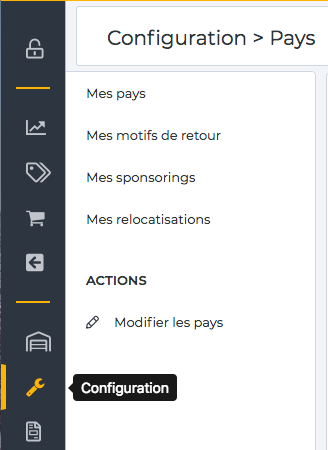 Configuration > Pays
Mes pays
Mes motifs de retour
Mes sponsorings
Mes relocatisations
ACTIONS
Modifier les pays
Configuration